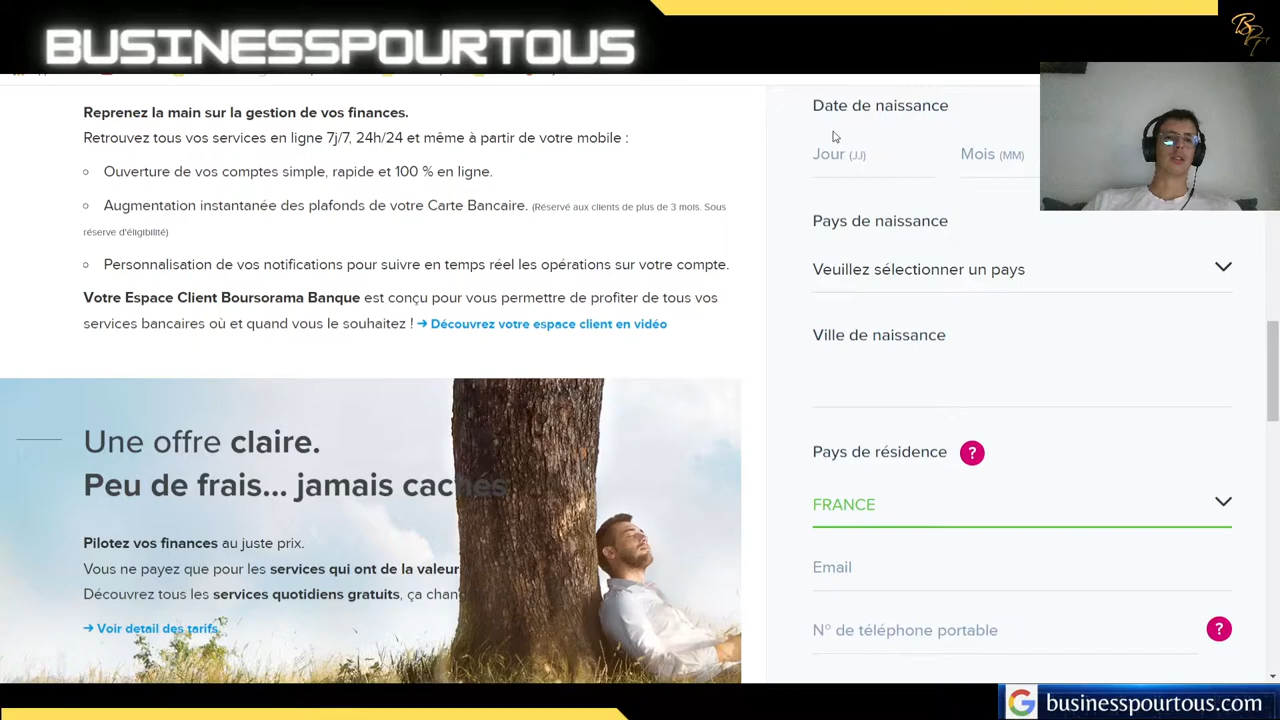 BUSINESSPOURTOUS
Reprenez la main sur la gestion de vos finances.
Retrouvez tous vos services en ligne 7j/7, 24h/24 et même à partir de votre mobile :
Ouverture de vos comptes simple, rapide et 100 % en ligne.
Augmentation instantanée des plafonds de votre Carte Bancaire. (Réservé aux clients de plus de 3 mois. Sous
réserve d'éligibilité)
Personnalisation de vos notifications pour suivre en temps réel les opérations sur votre compte.
Votre Espace Client Boursorama Banque est conçu pour vous permettre de profiter de tous vos
services bancaires où et quand vous le souhaitez ! → Découvrez votre espace client en vidéo
Une offre claire.
Peu de frais... jamais cachés
Pilotez vos finances au juste prix.
Vous ne payez que pour les services qui ont de la valeur
Découvrez tous les services quotidiens gratuits, ça
→ Voir detail des tarifs
Date de naissance
Jour (JJ) Mois (MM)
Pays de naissance
Veuillez sélectionner un pays
Ville de naissance
Pays de résidence ?
FRANCE
Email
N° de téléphone portable ?
businesspourtous.com